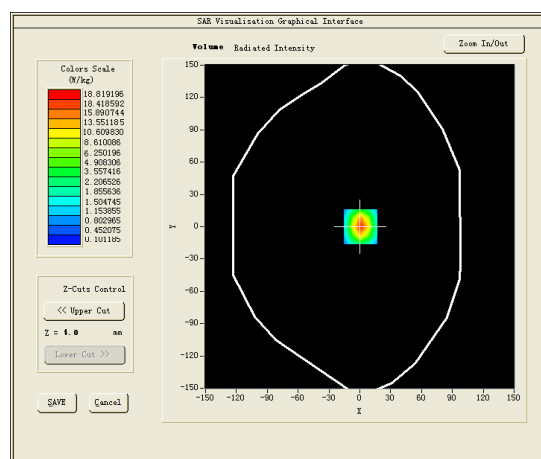 SAR Visualisation Graphical Interface
Volume Radiated Intensity
Zoom In/Out
Colors Scale
(W/kg)
18.819196
18.418592
15.890744
13.551185
10.609830
8.610086
6.250196
4.908306
3.557416
2.206526
1.855636
1.504745
1.153855
0.802965
0.452075
0.101185
Z-Cuts Control
<< Upper Cut
Z = 4.0 mm
Lower Cut >>
SAVE Cancel
150
120
90
60
30
Y 0
-30
-60
-90
-120
-150
-150 -120 -90 -60 -30 0 30 60 90 120 150
X